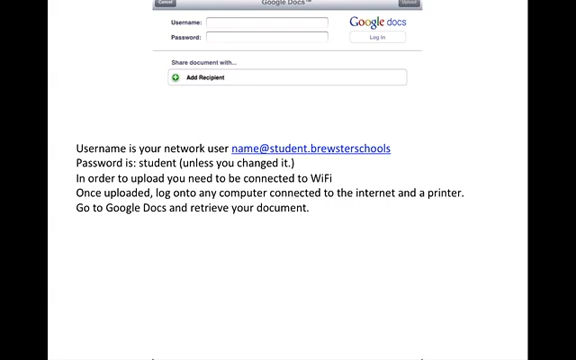 Cancel
Google Docs™
Upload
Username:
Google docs
Password:
Log In
Share document with...
Add Recipient
Username is your network user name@student.brewsterschools
Password is: student (unless you changed it.)
In order to upload you need to be connected to WiFi
Once uploaded, log onto any computer connected to the internet and a printer.
Go to Google Docs and retrieve your document.